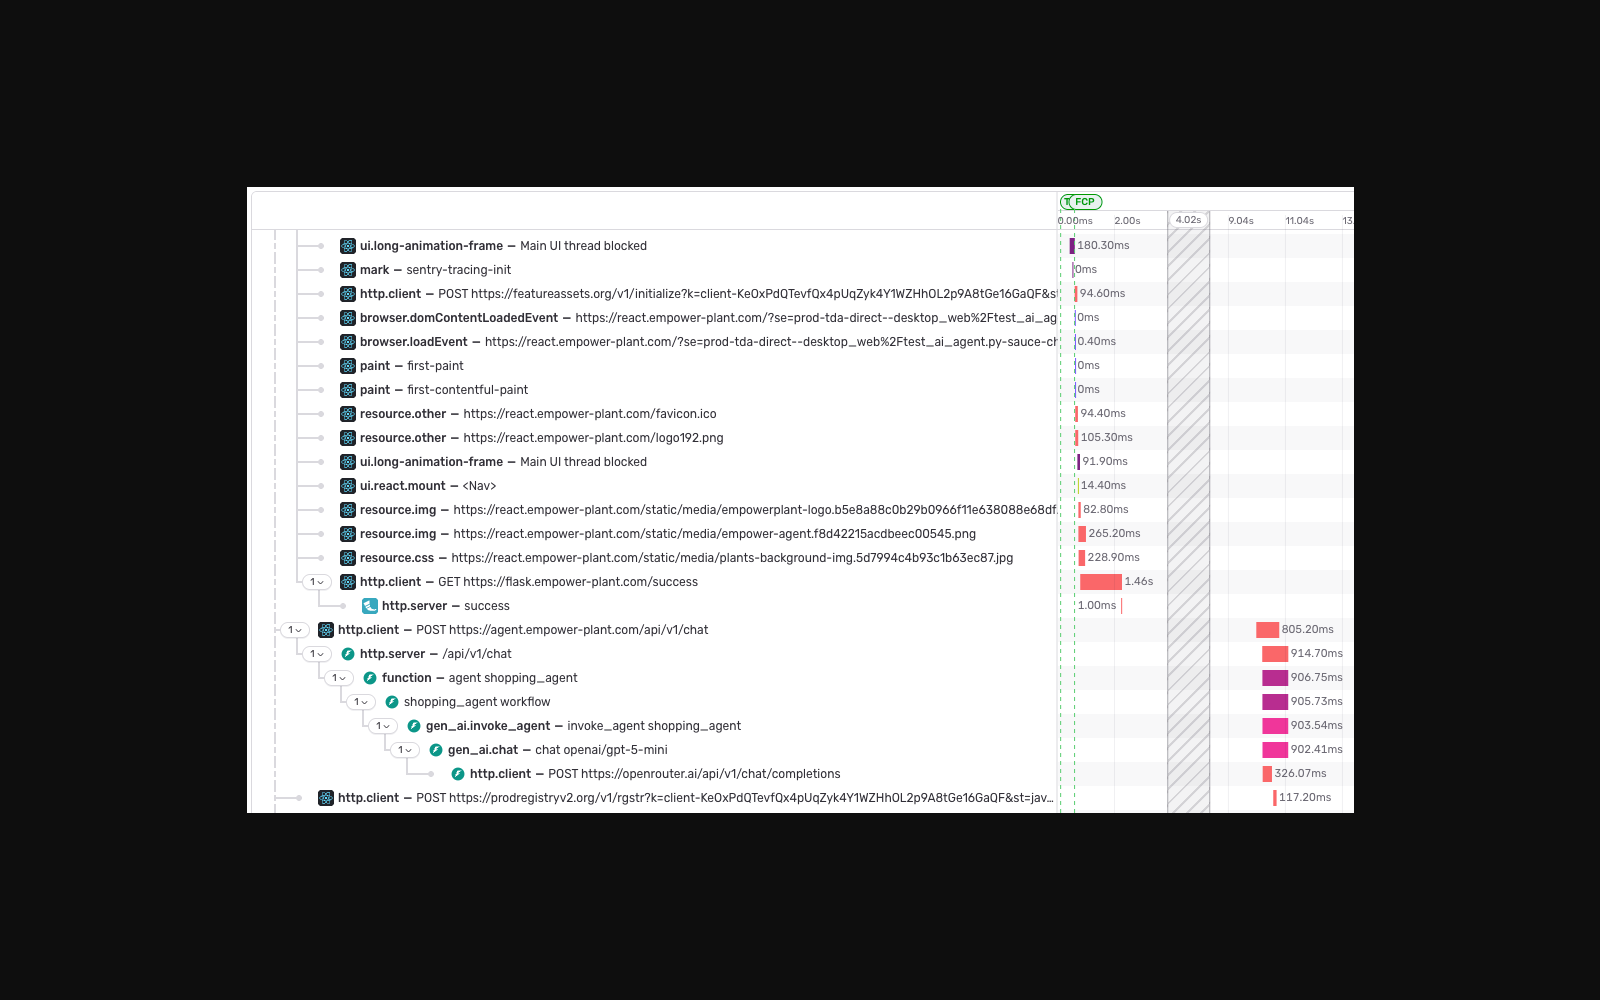 T FCP
0.00ms 2.00s 4.02s 9.04s 11.04s 13.
ui.long-animation-frame — Main UI thread blocked 180.30ms
mark — sentry-tracing-init 0ms
http.client — POST https://featureassets.org/v1/initialize?k=client-KeOxPdQTevfQx4pUqZyk4Y1WZHhOL2p9A8tGe16GaQF&s 94.60ms
browser.domContentLoadedEvent — https://react.empower-plant.com/?se=prod-tda-direct--desktop_web%2Ftest_ai_ag 0ms
browser.loadEvent — https://react.empower-plant.com/?se=prod-tda-direct--desktop_web%2Ftest_ai_agent.py-sauce-ch 0.40ms
paint — first-paint 0ms
paint — first-contentful-paint 0ms
resource.other — https://react.empower-plant.com/favicon.ico 94.40ms
resource.other — https://react.empower-plant.com/logo192.png 105.30ms
ui.long-animation-frame — Main UI thread blocked 91.90ms
ui.react.mount — <Nav> 14.40ms
resource.img — https://react.empower-plant.com/static/media/empowerplant-logo.b5e8a88c0b29b0966f11e638088e68df. 82.80ms
resource.img — https://react.empower-plant.com/static/media/empower-agent.f8d42215acdbeec00545.png 265.20ms
resource.css — https://react.empower-plant.com/static/media/plants-background-img.5d7994c4b93c1b63ec87.jpg 228.90ms
1 http.client — GET https://flask.empower-plant.com/success 1.46s
http.server — success 1.00ms
1 http.client — POST https://agent.empower-plant.com/api/v1/chat 805.20ms
1 http.server — /api/v1/chat 914.70ms
1 function — agent shopping_agent 906.75ms
1 shopping_agent workflow 905.73ms
1 gen_ai.invoke_agent — invoke_agent shopping_agent 903.54ms
1 gen_ai.chat — chat openai/gpt-5-mini 902.41ms
http.client — POST https://openrouter.ai/api/v1/chat/completions 326.07ms
http.client — POST https://prodregistryv2.org/v1/rgstr?k=client-KeOxPdQTevfQx4pUqZyk4Y1WZHhOL2p9A8tGe16GaQF&st=jav… 117.20ms